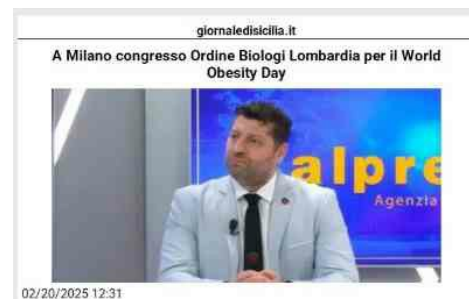 giornaledisicilia.it
A Milano congresso Ordine Biologi Lombardia per il World
Obesity Day
alpre
Agenzia
02/20/2025 12:31